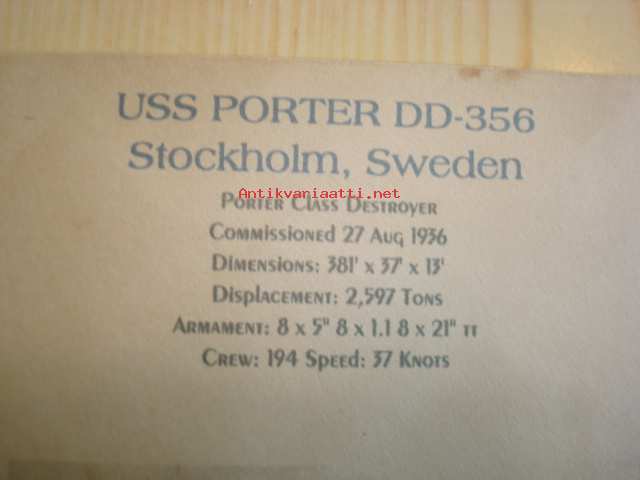 USS PORTER DD-356
Stockholm, Sweden
Antikvariaatti.net
Porter Class Destroyer
Commissioned 27 Aug 1936
Dimensions: 381' x 37' x 13'
Displacement: 2,597 Tons
Armament: 8 x 5" 8 x 1.1 8 x 21" tt
Crew: 194 Speed: 37 Knots